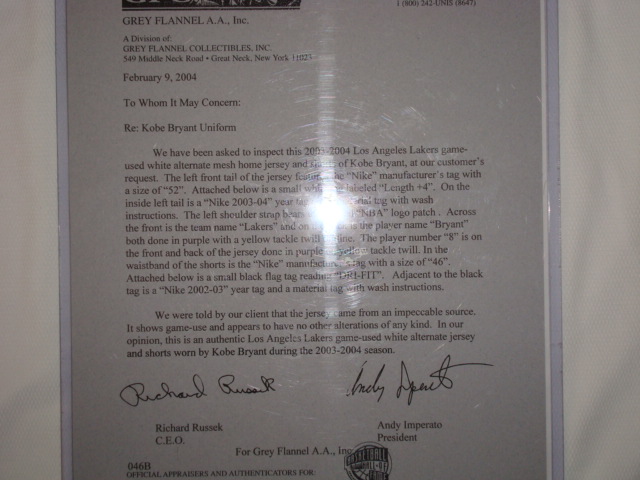 1 (800) 242-UNIS (8647)
GREY FLANNEL A.A., Inc.
A Division of:
GREY FLANNEL COLLECTIBLES, INC.
549 Middle Neck Road • Great Neck, New York 11023
February 9, 2004
To Whom It May Concern:
Re: Kobe Bryant Uniform
We have been asked to inspect this 2003-2004 Los Angeles Lakers game-
used white alternate mesh home jersey and of Kobe Bryant, at our customer's
request. The left front tail of the jersey the "Nike" manufacturer's tag with
a size of "52". Attached below is a small labeled "Length +4". On the
inside left tail is a "Nike 2003-04" year tag tag with wash
instructions. The left shoulder strap "NBA" logo patch. Across
the front is the team name "Lakers" and on is the player name "Bryant"
both done in purple with a yellow tackle twill The player number "8" is on
the front and back of the jersey done in purple yellow tackle twill. In the
waistband of the shorts is the "Nike" tag with a size of "46".
Attached below is a small black flag tag reading "DRI-FIT". Adjacent to the black
tag is a "Nike 2002-03" year tag and a material tag with wash instructions.
We were told by our client that the jersey came from an impeccable source.
It shows game-use and appears to have no other alterations of any kind. In our
opinion, this is an authentic Los Angeles Lakers game-used white alternate jersey
and shorts worn by Kobe Bryant during the 2003-2004 season.
Richard Russek Andy Imperato
Richard Russek Andy Imperato
C.E.O. President
For Grey Flannel A.A., Inc.
046B
OFFICIAL APPRAISERS AND AUTHENTICATORS FOR
BASKETBALL
HALL OF